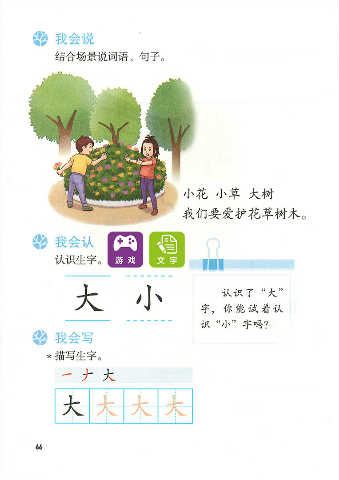 我会说
结合场景说词语、句子。
小花 小草 大树
我们要爱护花草树木。
我会认
认识生字。
游戏
文字
大 小
认识了“大”
字，你能试着认
识“小”字吗？
我会写
*描写生字。
一 ナ 大
大 大 大 大
66